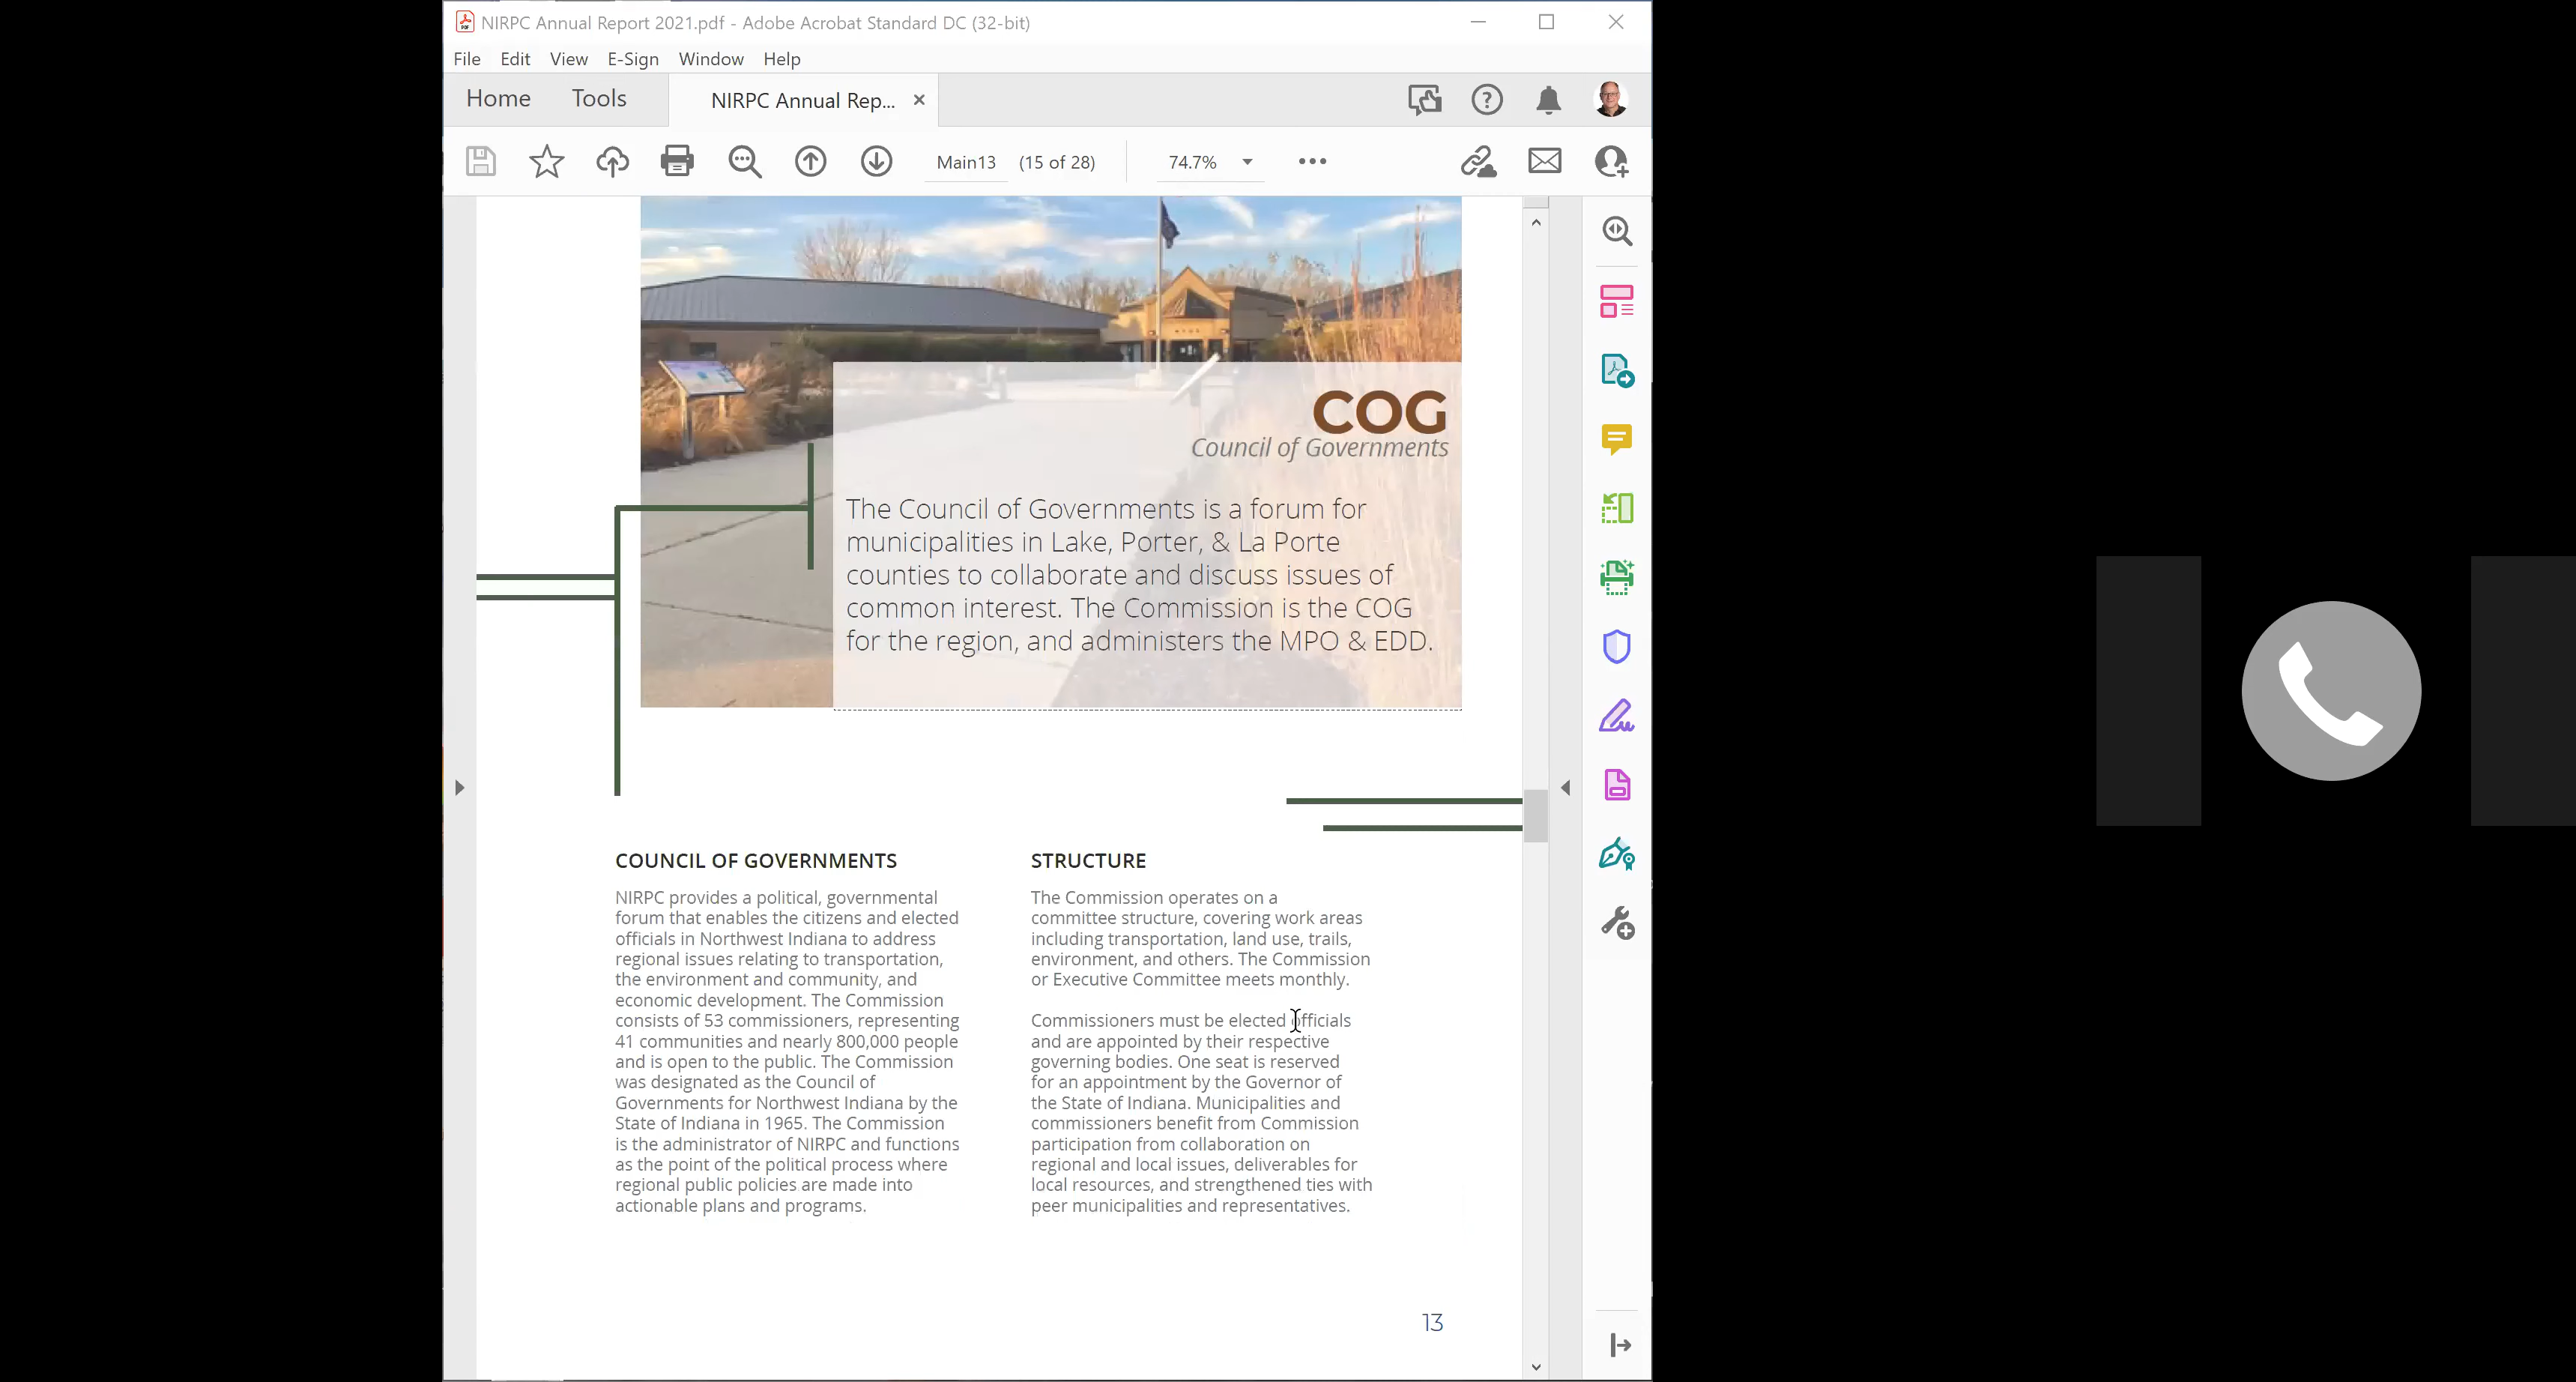 NIRPC Annual Report 2021.pdf - Adobe Acrobat Standard DC (32-bit)
File Edit View E-Sign Window Help
Home Tools NIRPC Annual Rep...
Main13 (15 of 28) 74.7%
COG
Council of Governments
The Council of Governments is a forum for
municipalities in Lake, Porter, & La Porte
counties to collaborate and discuss issues of
common interest. The Commission is the COG
for the region, and administers the MPO & EDD.
COUNCIL OF GOVERNMENTS
NIRPC provides a political, governmental
forum that enables the citizens and elected
officials in Northwest Indiana to address
regional issues relating to transportation,
the environment and community, and
economic development. The Commission
consists of 53 commissioners, representing
41 communities and nearly 800,000 people
and is open to the public. The Commission
was designated as the Council of
Governments for Northwest Indiana by the
State of Indiana in 1965. The Commission
is the administrator of NIRPC and functions
as the point of the political process where
regional public policies are made into
actionable plans and programs.
STRUCTURE
The Commission operates on a
committee structure, covering work areas
including transportation, land use, trails,
environment, and others. The Commission
or Executive Committee meets monthly.
Commissioners must be elected officials
and are appointed by their respective
governing bodies. One seat is reserved
for an appointment by the Governor of
the State of Indiana. Municipalities and
commissioners benefit from Commission
participation from collaboration on
regional and local issues, deliverables for
local resources, and strengthened ties with
peer municipalities and representatives.
13